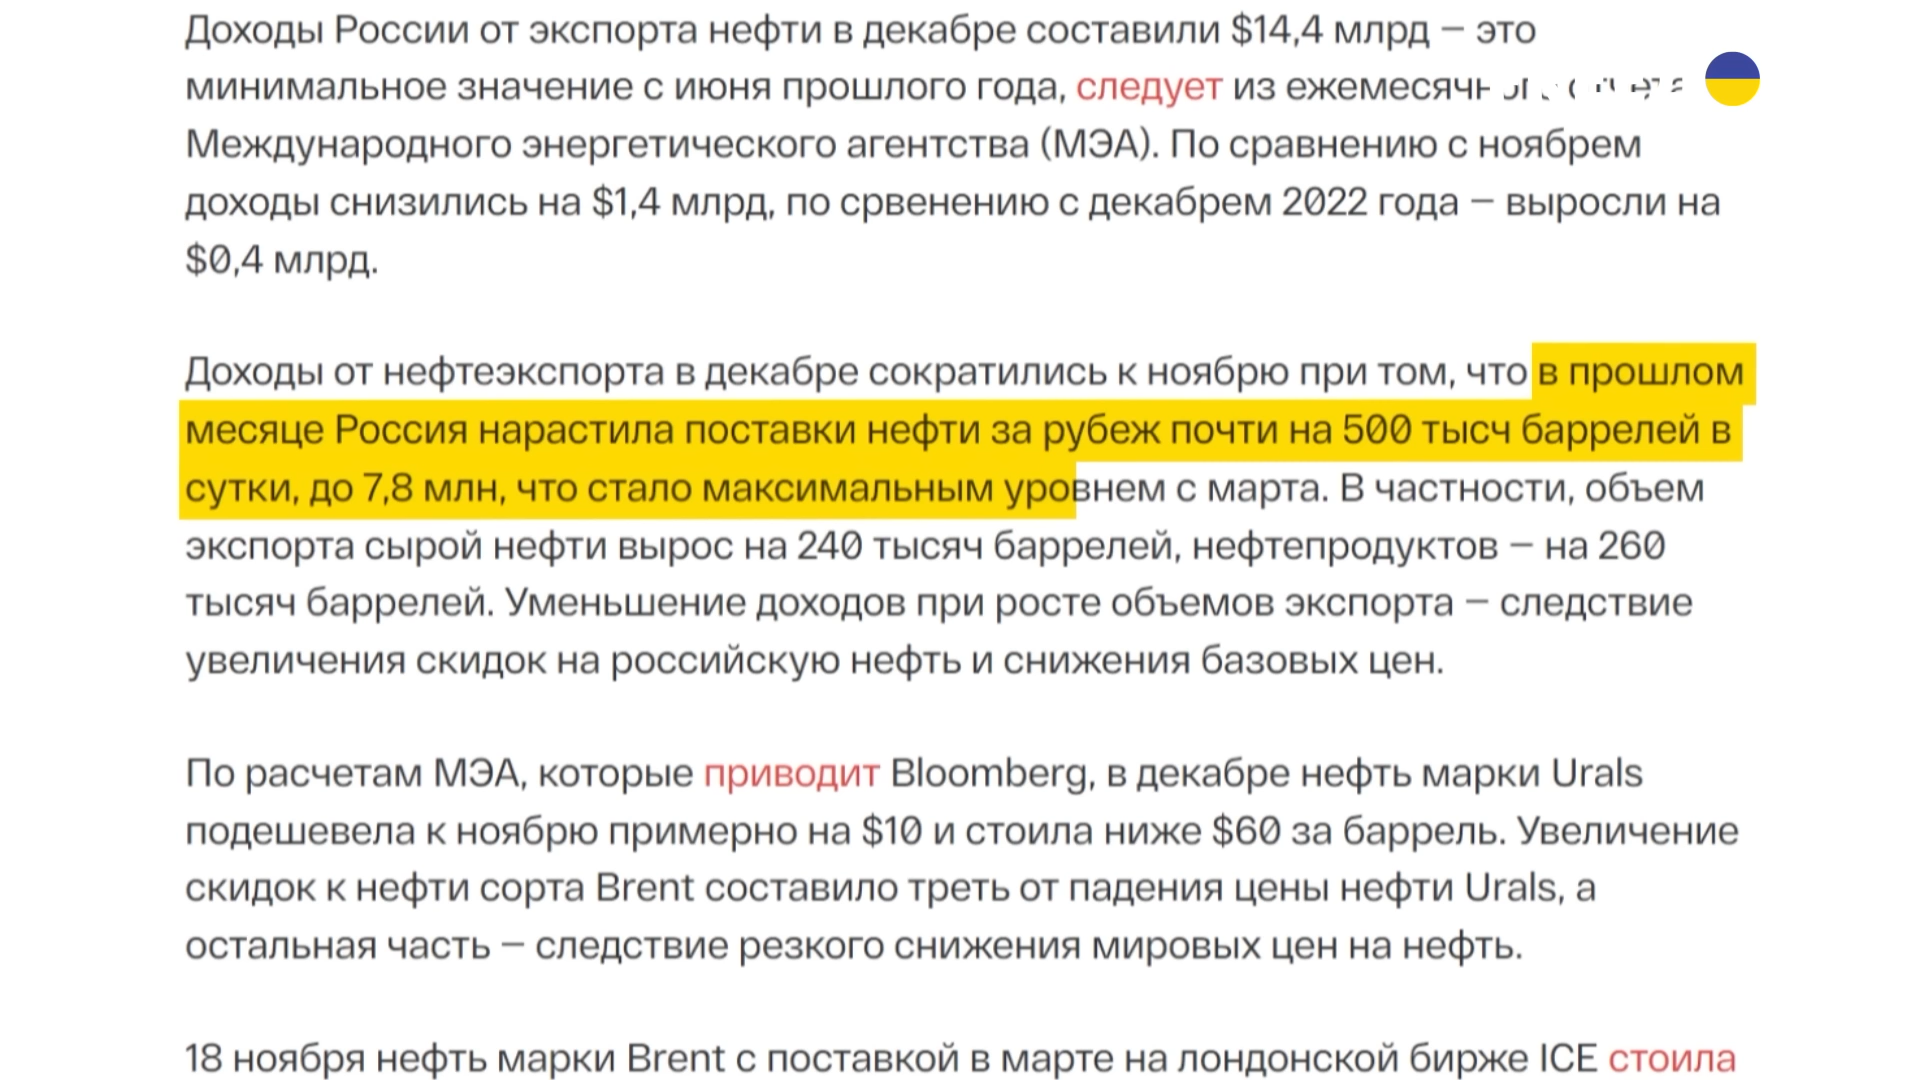 Доходы России от экспорта нефти в декабре составили $14,4 млрд — это
минимальное значение с июня прошлого года, следует из
Международного энергетического агентства (МЭА). По сравнению с ноябрем
доходы снизились на $1,4 млрд, по срвенению с декабрем 2022 года — выросли на
$0,4 млрд.
Доходы от нефтеэкспорта в декабре сократились к ноябрю при том, что в прошлом
месяце Россия нарастила поставки нефти за рубеж почти на 500 тысч баррелей в
сутки, до 7,8 млн, что стало максимальным уровнем с марта. В частности, объем
экспорта сырой нефти вырос на 240 тысяч баррелей, нефтепродуктов — на 260
тысяч баррелей. Уменьшение доходов при росте объемов экспорта — следствие
увеличения скидок на российскую нефть и снижения базовых цен.
По расчетам МЭА, которые приводит Bloomberg, в декабре нефть марки Urals
подешевела к ноябрю примерно на $10 и стоила ниже $60 за баррель. Увеличение
скидок к нефти сорта Brent составило треть от падения цены нефти Urals, а
остальная часть — следствие резкого снижения мировых цен на нефть.
18 ноября нефть марки Brent с поставкой в марте на лондонской бирже ICE стоила